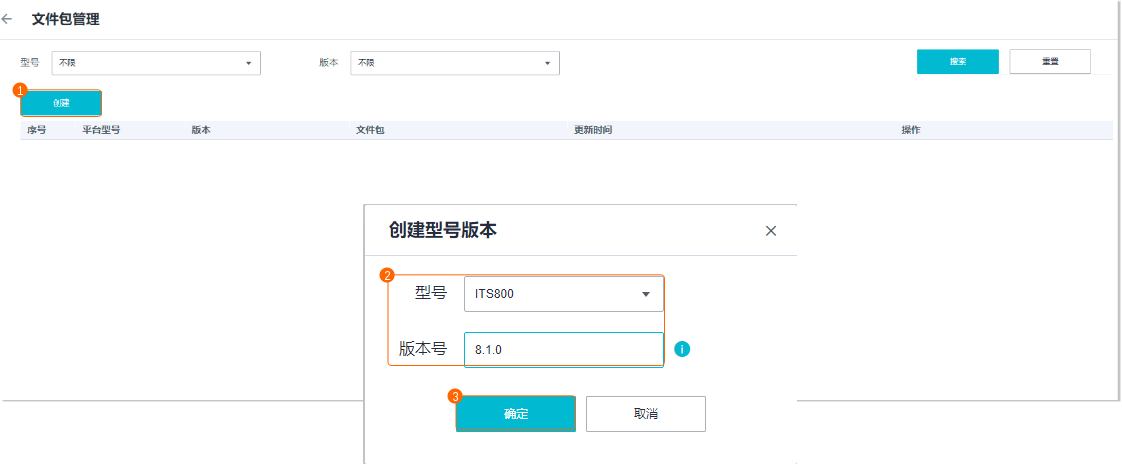 文件包管理
型号 不限 版本 不限 搜索 重置
1
创建
序号 平台型号 版本 文件包 更新时间 操作
创建型号版本
2
型号 ITS800
版本号 8.1.0
3
确定 取消